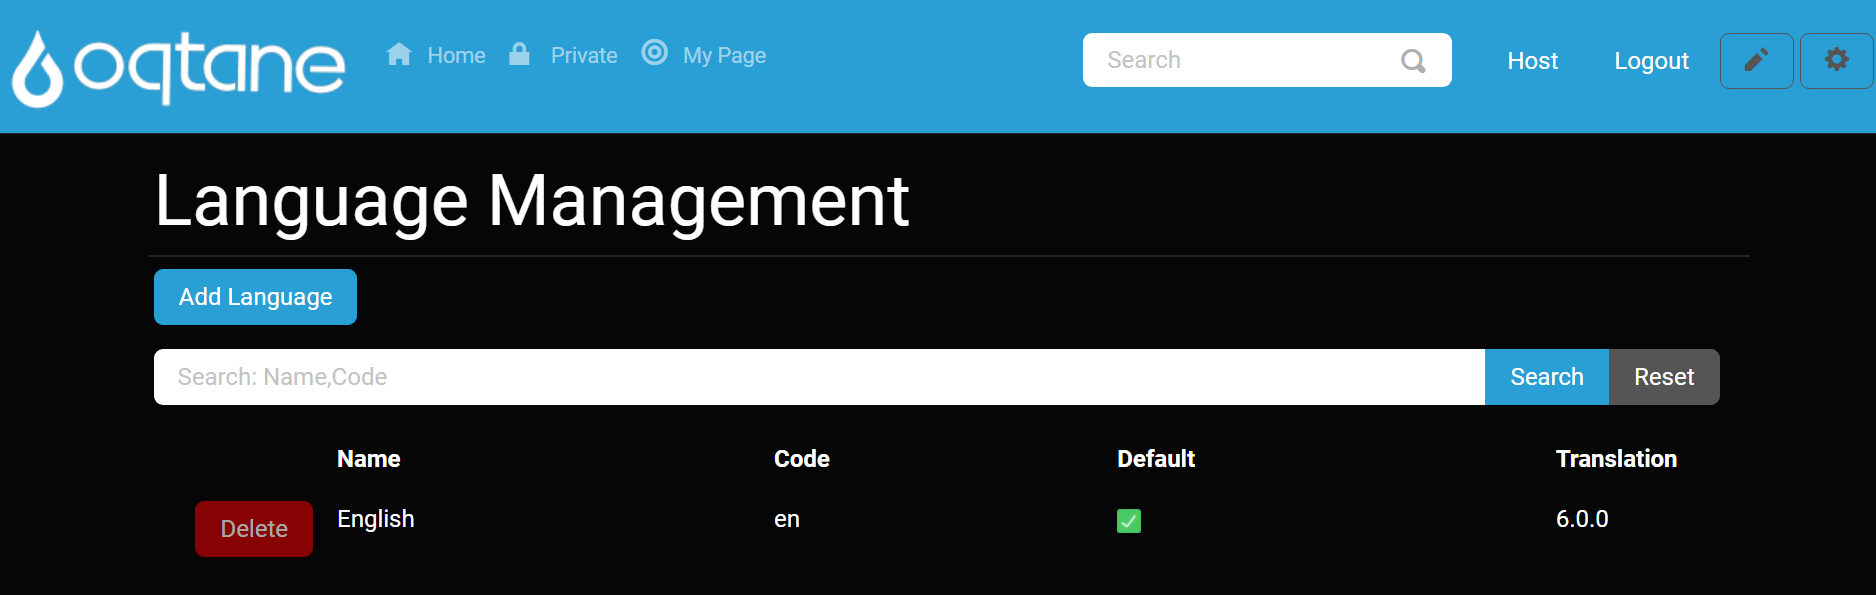 oqtane Home Private My Page Search Host Logout
Language Management
Add Language
Search: Name,Code Search Reset
Name Code Default Translation
Delete English en 6.0.0